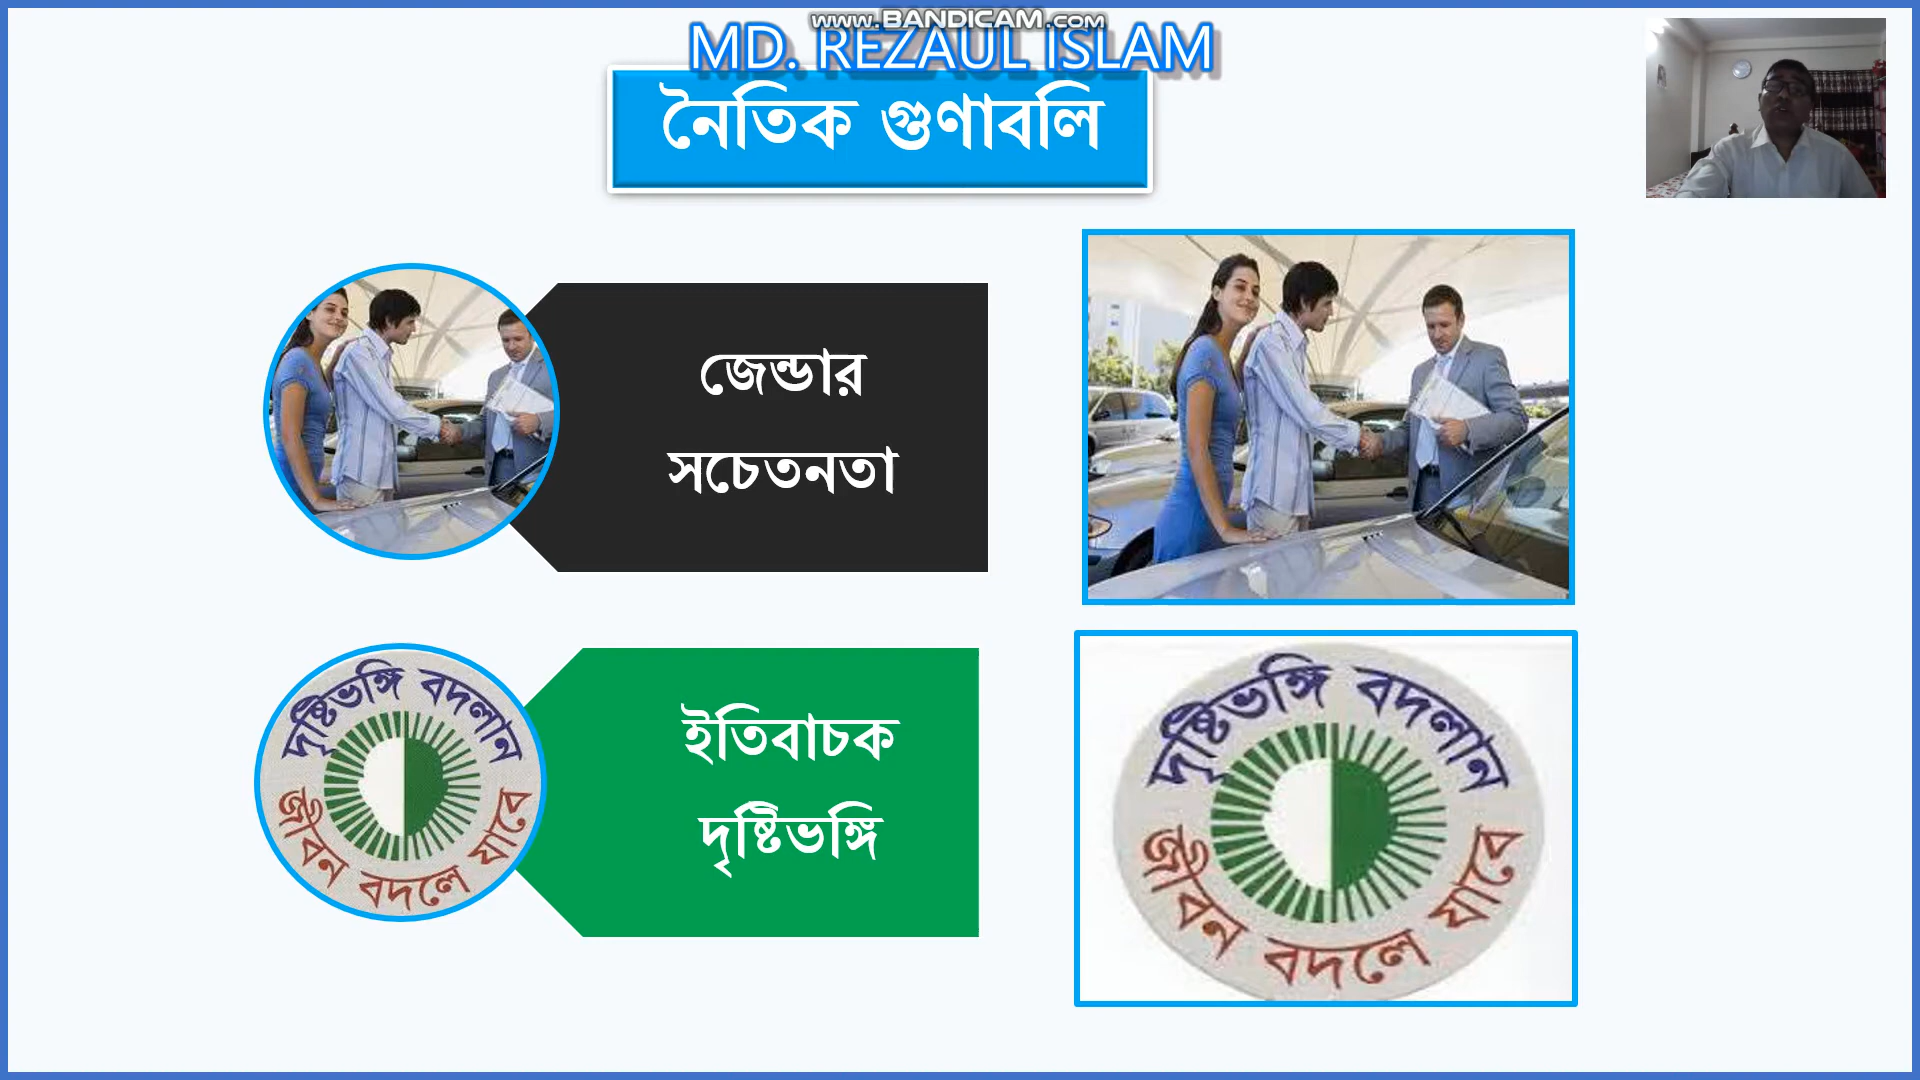 www.BANDICAM.com
MD. REZAUL ISLAM
নৈতিক গুণাবলি
জেন্ডার
সচেতনতা
দৃষ্টিভঙ্গি বদলান
জীবন বদলে যাবে
ইতিবাচক
দৃষ্টিভঙ্গি
দৃষ্টিভঙ্গি বদলান
জীবন বদলে যাবে